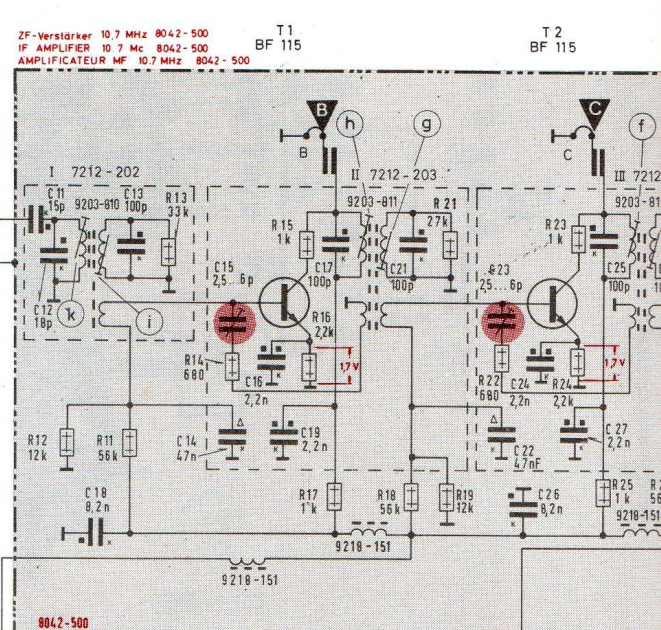 ZF-Verstärker 10,7 MHz 8042-500
IF AMPLIFIER 10.7 Mc 8042-500
AMPLIFICATEUR MF 10.7 MHz 8042-500
T1
BF 115
T2
BF 115
B
h
g
C
f
B
C
I 7212-202
II 7212-203
III 7212
C11
15p
9203-810
C13
100p
R13
33k
9203-811
R 21
27k
9203-81
R15
1k
R23
1k
C15
2,5...6p
C17
100p
C21
100p
C23
2,5...6p
C25
100p
C12
18p
k
i
R16
2,2k
R14
680
1,7V
C16
2,2n
R22
680
C24
2,2n
R24
2,2k
1,7V
R12
12k
R11
56k
C14
47n
C19
2,2n
C22
47nF
C27
2,2n
C18
8,2n
R17
1k
R18
56k
R19
12k
C26
8,2n
R25
1k
9218-151
9218-151
9218-151
8042-500